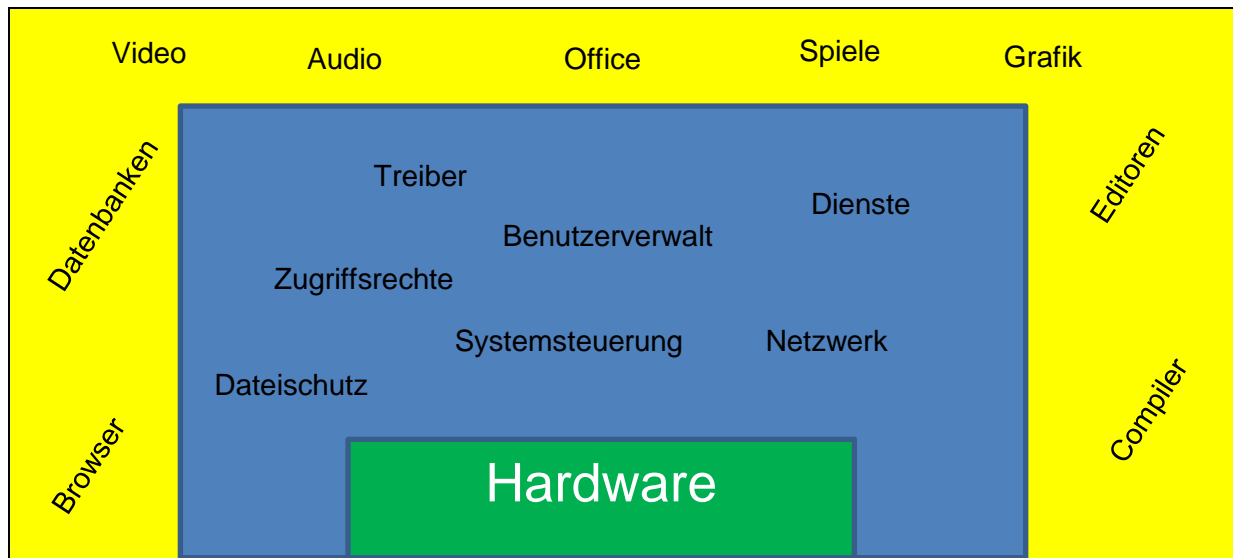 Video
Audio
Office
Spiele
Grafik
Datenbanken
Browser
Treiber
Dienste
Benutzerverwalt
Zugriffsrechte
Systemsteuerung
Netzwerk
Dateischutz
Hardware
Editoren
Compiler